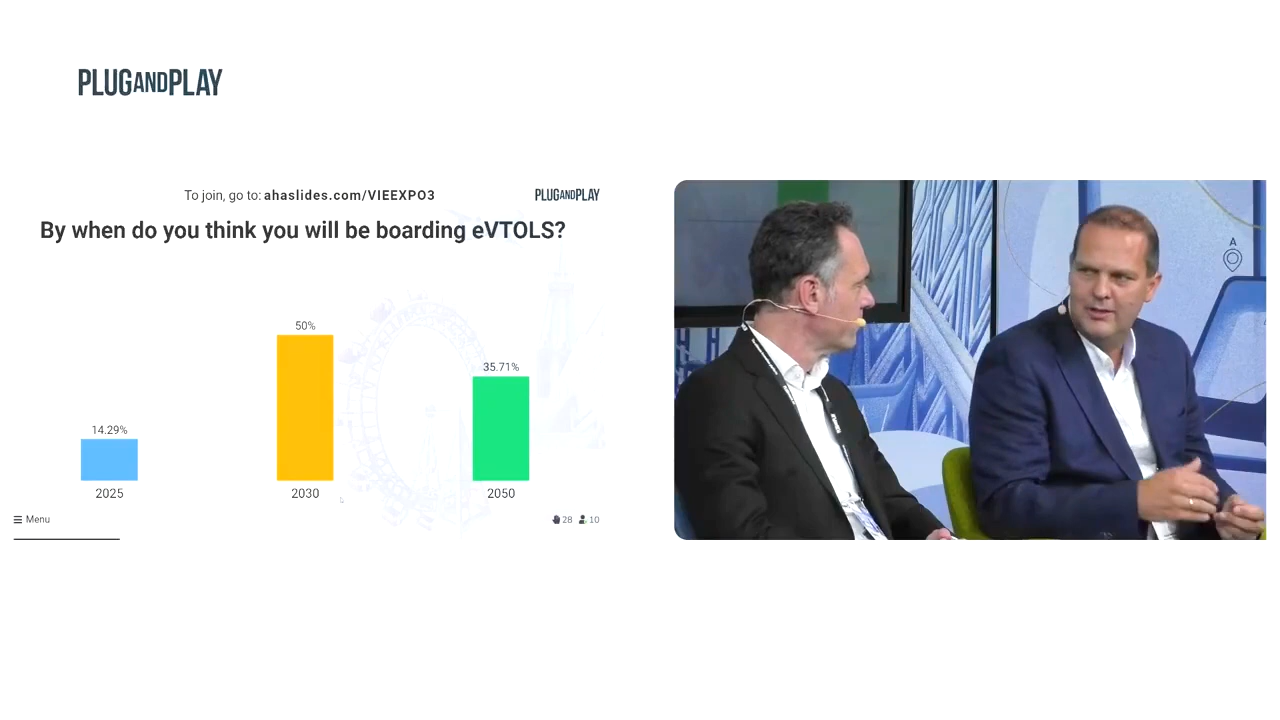 PLUGANDPLAY
To join, go to: ahaslides.com/VIEEXPO3
PLUGANDPLAY
By when do you think you will be boarding eVTOLS?
50%
35.71%
14.29%
2025
2030
2050
Menu
28
10
A